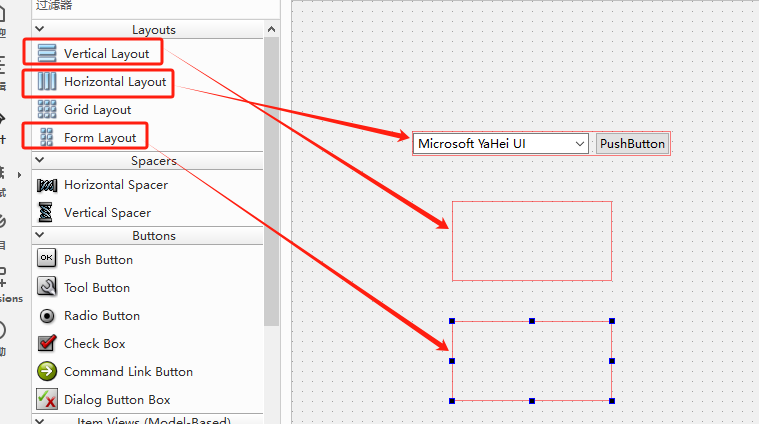 过滤器
Layouts
Vertical Layout
Horizontal Layout
Grid Layout
Form Layout
Spacers
Horizontal Spacer
Vertical Spacer
Buttons
OK Push Button
Tool Button
Radio Button
Check Box
Command Link Button
Dialog Button Box
Item Views (Model-Based)
Microsoft YaHei UI
PushButton
sions